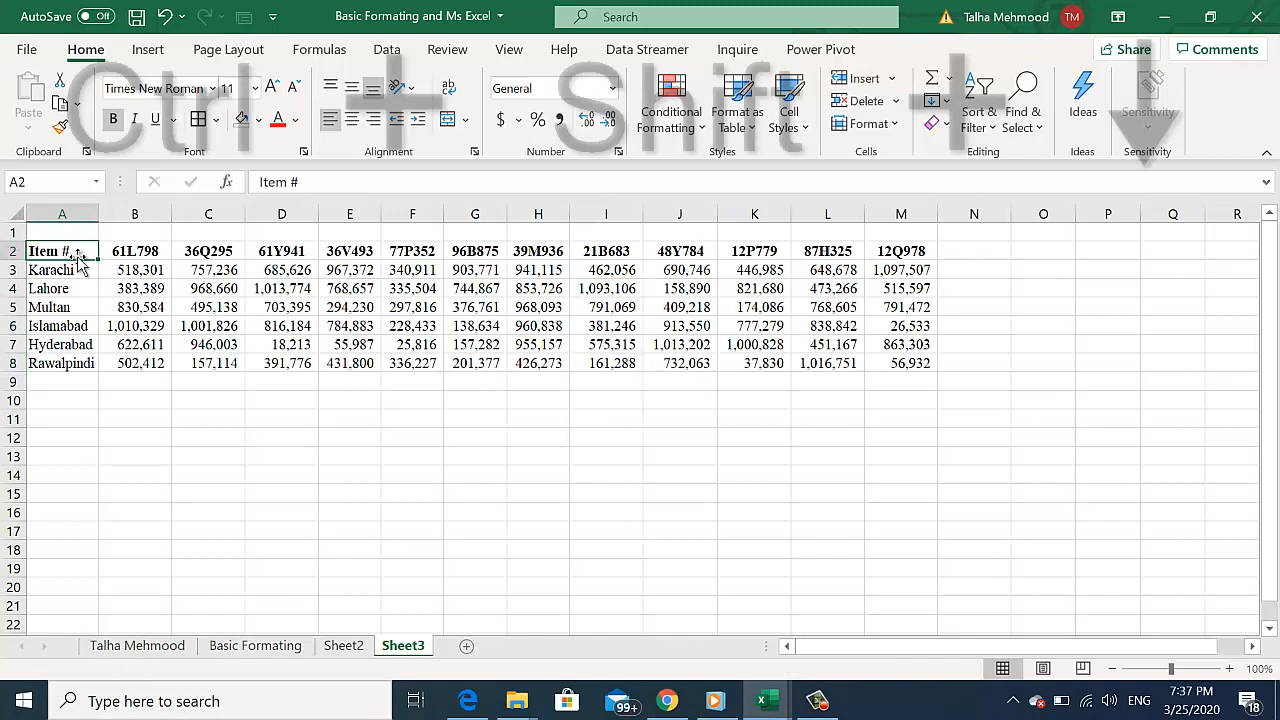 AutoSave Off Basic Formating and Ms Excel Search Talha Mehmood TM
File Home Insert Page Layout Formulas Data Review View Help Data Streamer Inquire Power Pivot Share Comments
Ctrl + Shift +
Paste Times New Roman 11 General Conditional Formatting Format as Table Cell Styles Insert Delete Format Sort & Filter Find & Select Ideas Sensitivity
Clipboard Font Alignment Number Styles Cells Editing Ideas Sensitivity
A2 fx Item #
A B C D E F G H I J K L M N O P Q R
1
2 Item # 61L798 36Q295 61Y941 36V493 77P352 96B875 39M936 21B683 48Y784 12P779 87H325 12Q978
3 Karachi 518,301 757,236 685,626 967,372 340,911 903,771 941,115 462,056 690,746 446,985 648,678 1,097,507
4 Lahore 383,389 968,660 1,013,774 768,657 335,504 744,867 853,726 1,093,106 158,890 821,680 473,266 515,597
5 Multan 830,584 495,138 703,395 294,230 297,816 376,761 968,093 791,069 409,218 174,086 768,605 791,472
6 Islanabad 1,010,329 1,001,826 816,184 784,883 228,433 138,634 960,838 381,246 913,550 777,279 838,842 26,533
7 Hyderabad 622,611 946,003 18,213 55,987 25,816 157,282 955,157 575,315 1,013,202 1,000,828 451,167 863,303
8 Rawalpindi 502,412 157,114 391,776 431,800 336,227 201,377 426,273 161,288 732,063 37,830 1,016,751 56,932
9
10
11
12
13
14
15
16
17
18
19
20
21
22
Talha Mehmood Basic Formating Sheet2 Sheet3
100%
Type here to search 99+ ENG 7:37 PM 3/25/2020 18